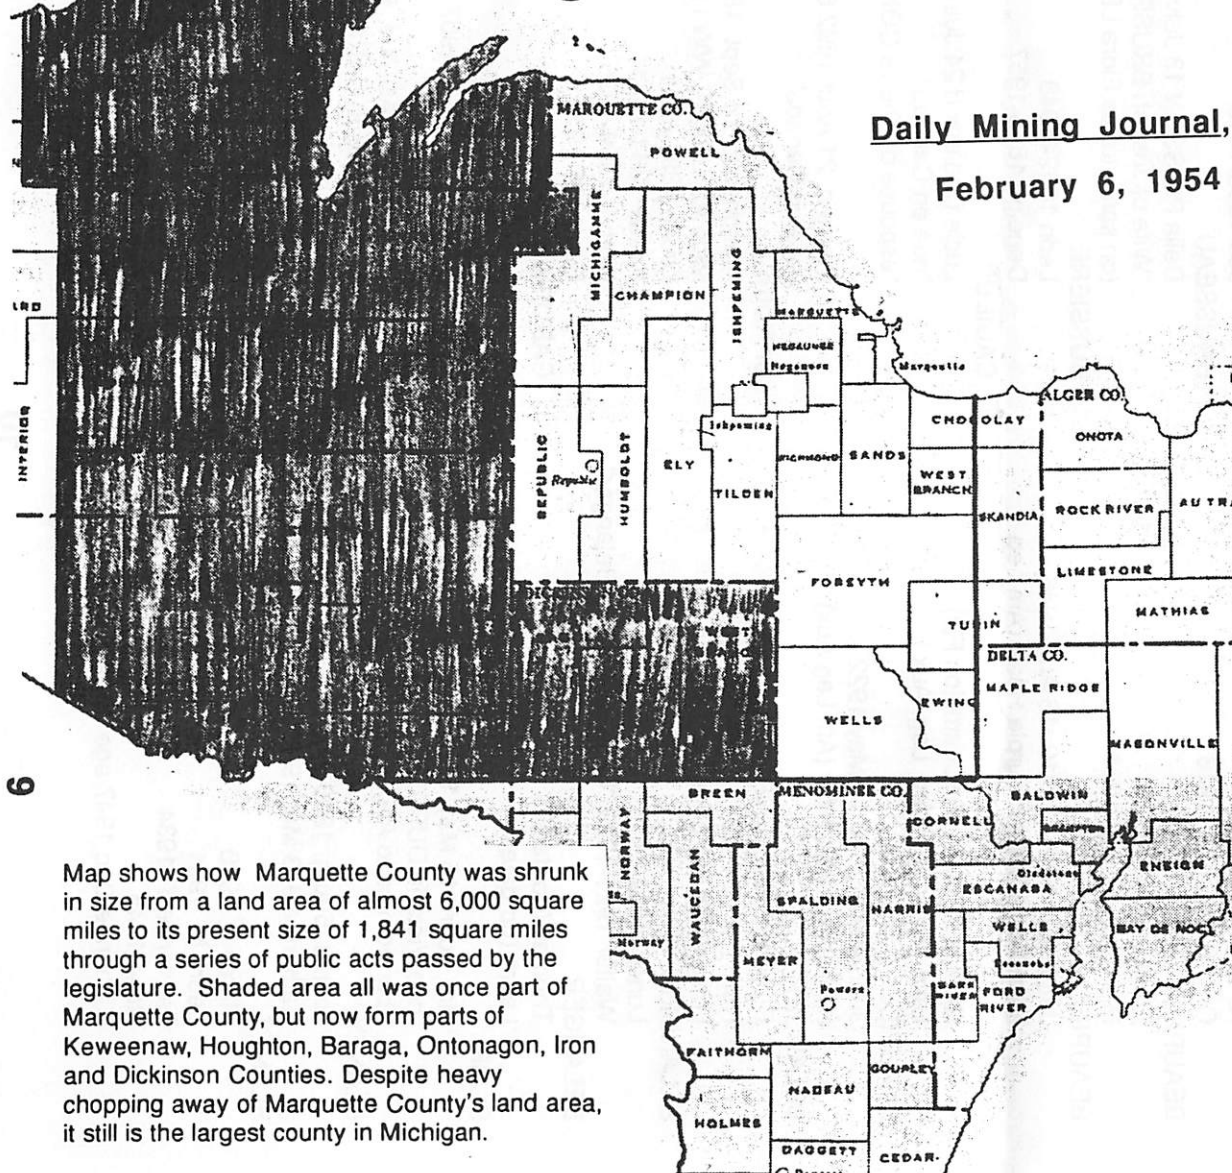 Daily Mining Journal,
February 6, 1954
MARQUETTE CO.
POWELL
MICHIGAMME
CHAMPION
ISHPEMING
MARQUETTE
NEGAUNEE
Negaunee
Marquette
Ishpeming
REPUBLIC
Republic
HUMBOLDT
ELY
TILDEN
RICHMOND
SANDS
CHOCOLAY
WEST
BRANCH
SKANDIA
ALGER CO.
ONOTA
ROCK RIVER
AU TR
LIMESTONE
MATHIAS
INTERIOR
FORSYTH
TURIN
WELLS
EWING
DELTA CO.
MAPLE RIDGE
MASONVILLE
WEST
BREEN
NORWAY
Norway
WAUCEDAH
MENOMINEE CO.
MEYER
SPALDING
HARRIS
Powers
CORNELL
BALDWIN
BRAMPTON
Gladstone
ESCANABA
ENSIGN
WELLS
Escanaba
BAY DE NOC
BARK
RIVER
FORD
RIVER
FAITHORN
NADEAU
GOURLEY
HOLMES
DAGGETT
CEDAR
9
Map shows how Marquette County was shrunk
in size from a land area of almost 6,000 square
miles to its present size of 1,841 square miles
through a series of public acts passed by the
legislature. Shaded area all was once part of
Marquette County, but now form parts of
Keweenaw, Houghton, Baraga, Ontonagon, Iron
and Dickinson Counties. Despite heavy
chopping away of Marquette County's land area,
it still is the largest county in Michigan.